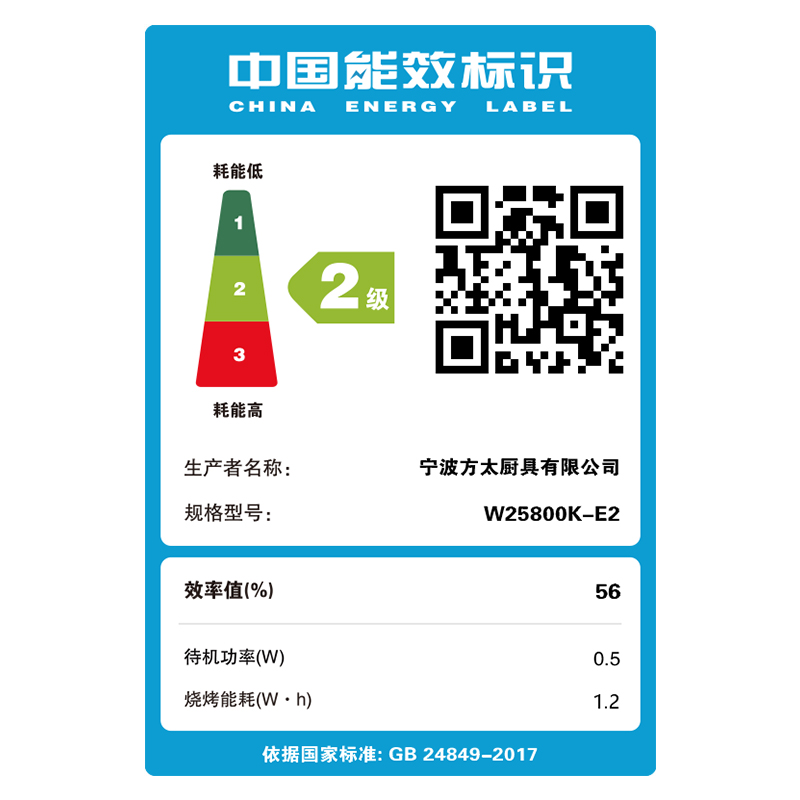 中国能效标识
CHINA ENERGY LABEL
耗能低
1
2
3
2级
耗能高
生产者名称: 宁波方太厨具有限公司
规格型号: W25800K-E2
效率值(%) 56
待机功率(W) 0.5
烧烤能耗(W·h) 1.2
依据国家标准: GB 24849-2017